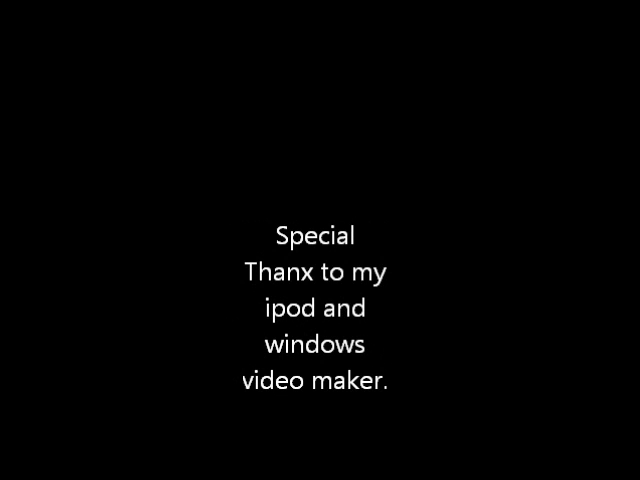 Special
Thanx to my
ipod and
windows
video maker.